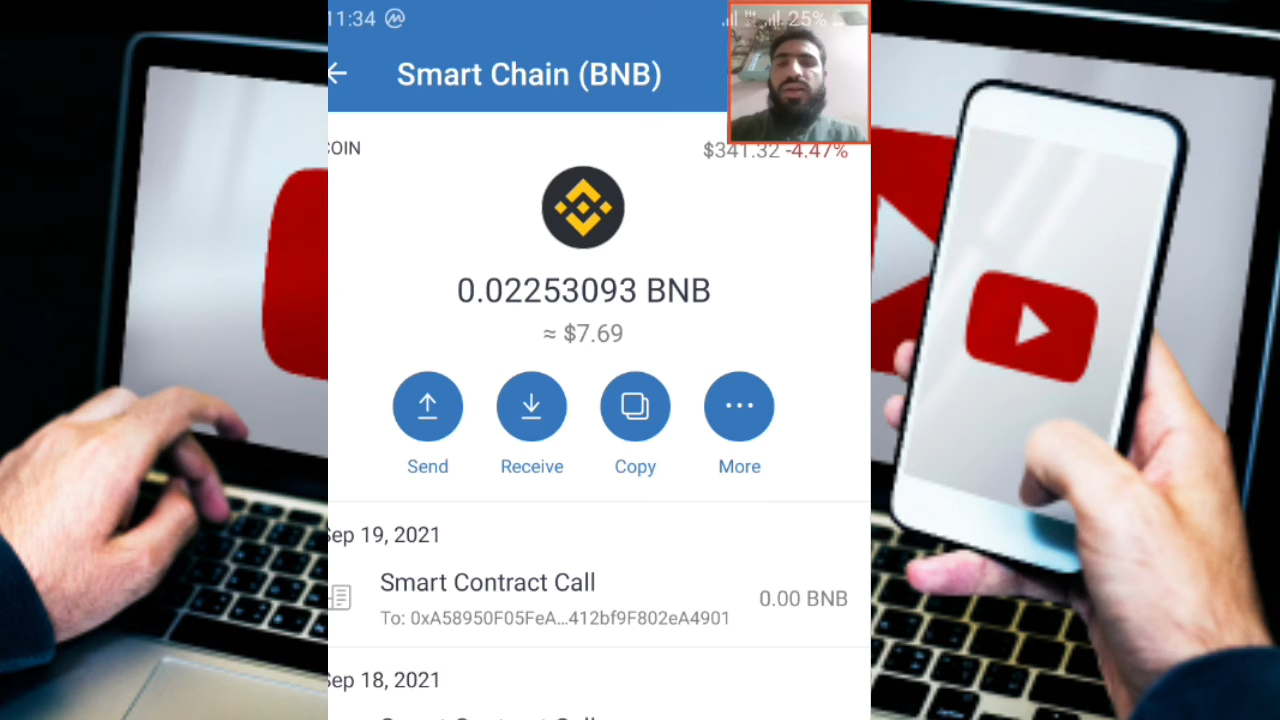 11:34 25%
Smart Chain (BNB)
COIN $341.32 -4.47%
0.02253093 BNB
≈ $7.69
Send Receive Copy More
Sep 19, 2021
Smart Contract Call
0.00 BNB
To: 0xA58950F05FeA...412bf9F802eA4901
Sep 18, 2021